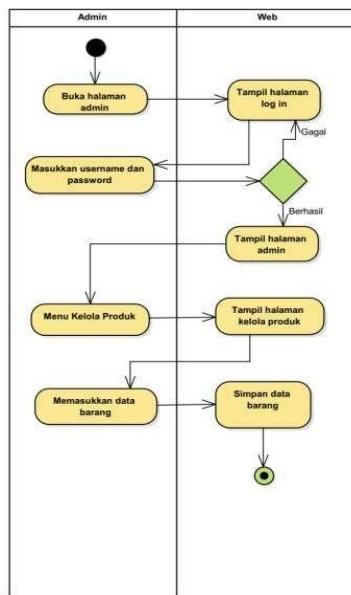 Admin
Web
Buka halaman
admin
Tampil halaman
log in
Gagal
Masukkan username dan
password
Berhasil
Tampil halaman
admin
Menu Kelola Produk
Tampil halaman
kelola produk
Memasukkan data
barang
Simpan data
barang